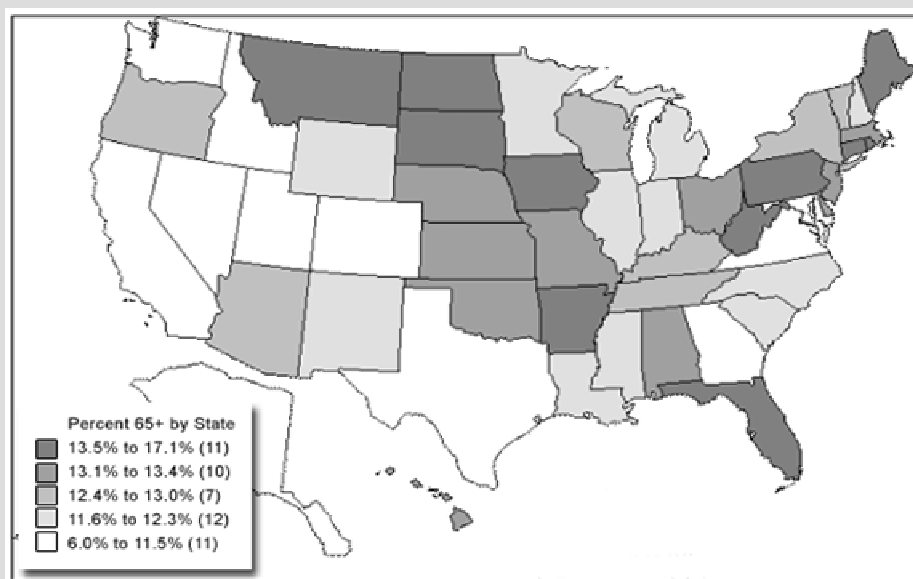 Percent 65+ by State
13.5% to 17.1% (11)
13.1% to 13.4% (10)
12.4% to 13.0% (7)
11.6% to 12.3% (12)
6.0% to 11.5% (11)